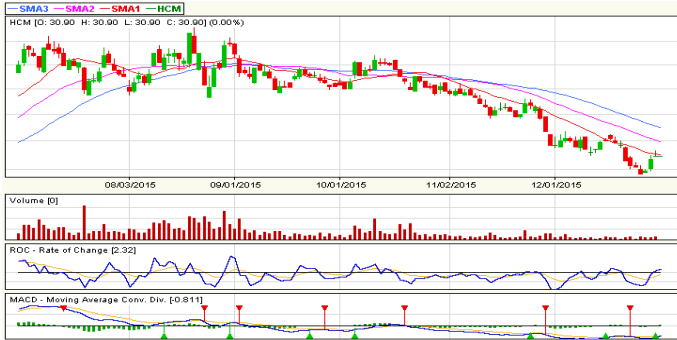 SMA3 SMA2 SMA1 HCM
HCM [O: 30.90 H: 30.90 L: 30.90 C: 30.90] (0.00%)
08/03/2015 09/01/2015 10/01/2015 11/02/2015 12/01/2015
Volume [0]
ROC - Rate of Change [2.32]
MACD - Moving Average Conv. Div. [-0.811]